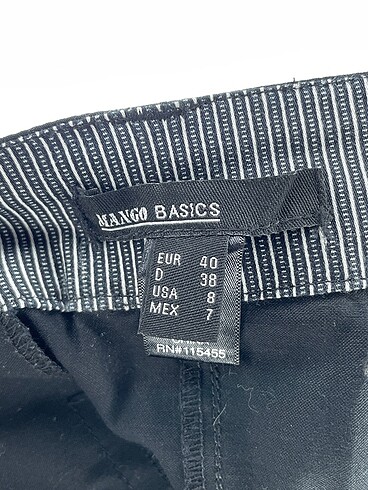 MANGO BASICS
EUR 40
D 38
USA 8
MEX 7
RN#115455